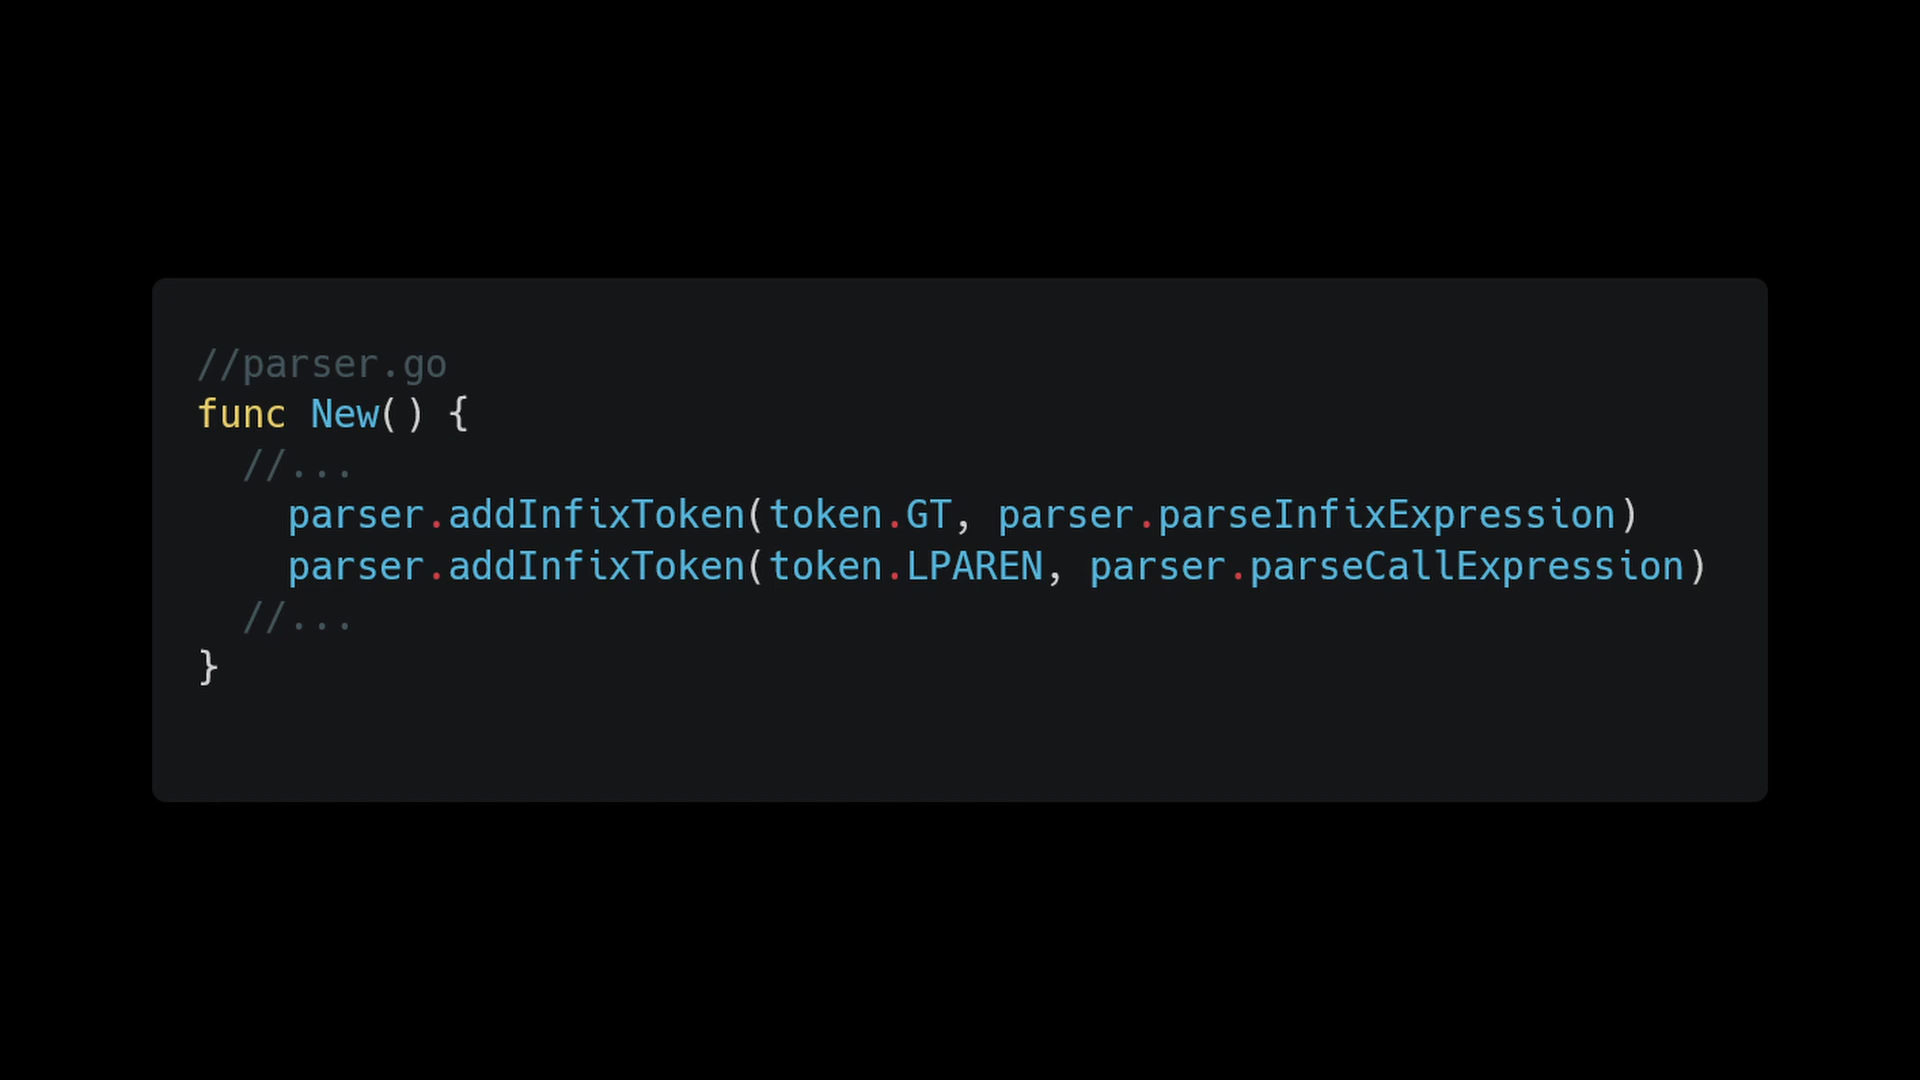 //parser.go
func New() {
  //...
    parser.addInfixToken(token.GT, parser.parseInfixExpression)
    parser.addInfixToken(token.LPAREN, parser.parseCallExpression)
  //...
}